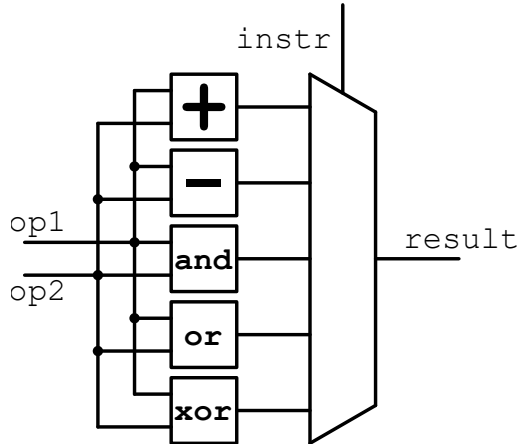 instr
+
−
op1
and
result
op2
or
xor